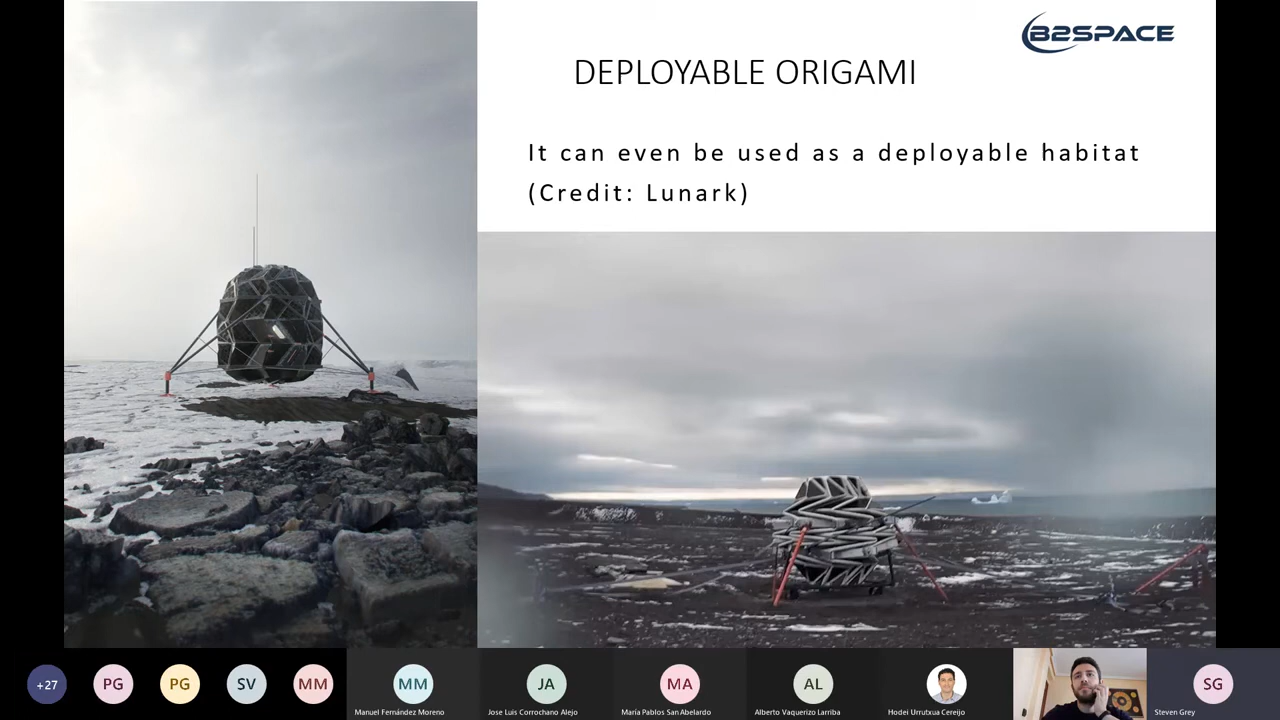 B2SPACE
DEPLOYABLE ORIGAMI
It can even be used as a deployable habitat
(Credit: Lunark)
+27
PG
PG
SV
MM
MM
JA
MA
AL
SG
Manuel Fernández Moreno
Jose Luis Corrochano Alejo
María Pablos San Abelardo
Alberto Vaquerizo Larriba
Hodei Urrutxua Cereijo
Steven Grey